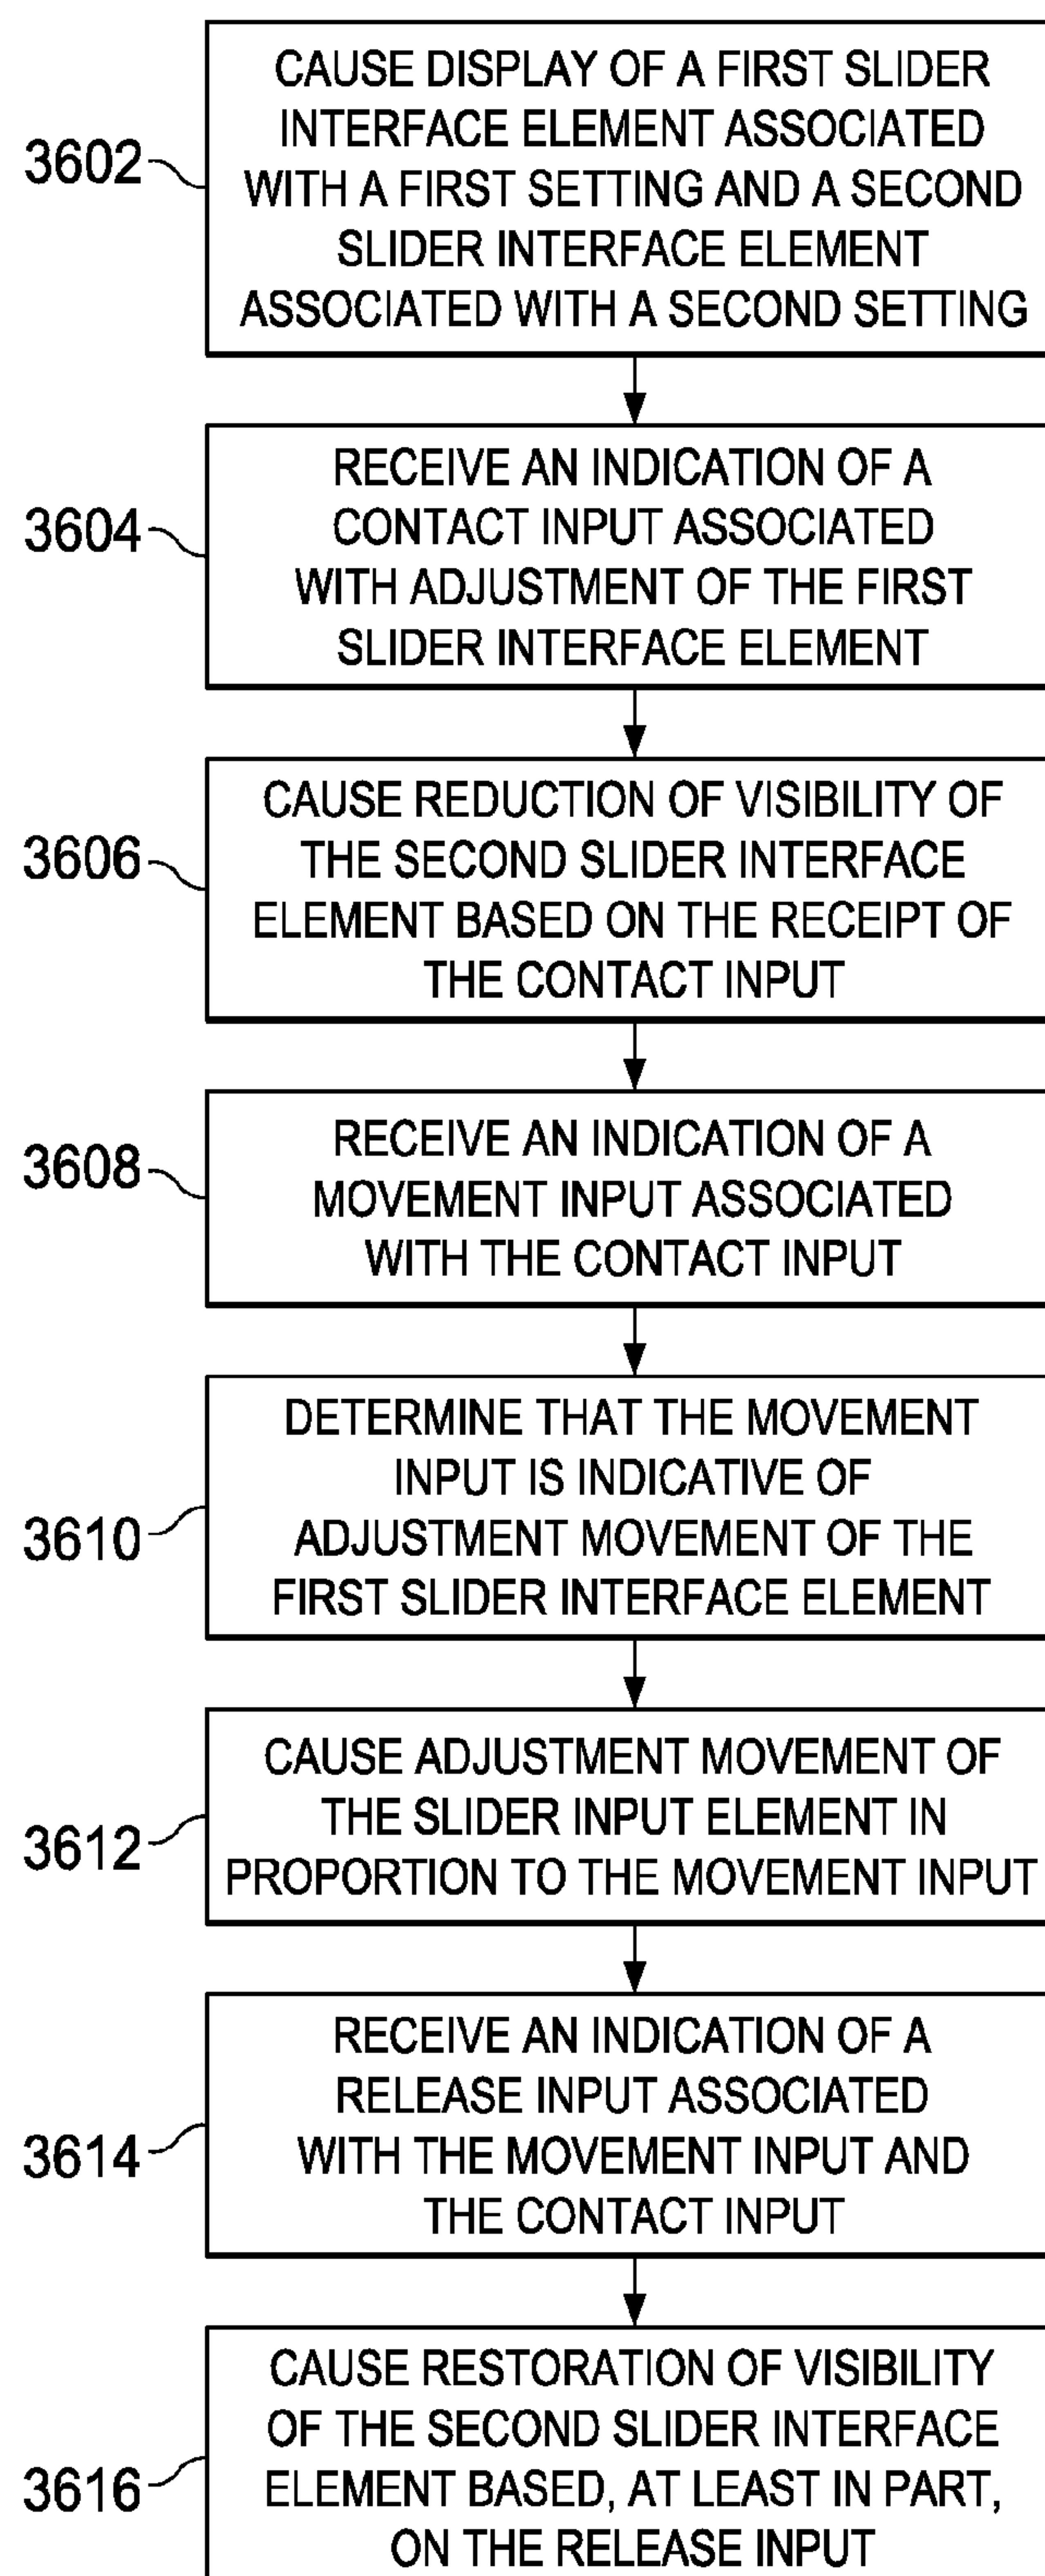 3602
CAUSE DISPLAY OF A FIRST SLIDER
INTERFACE ELEMENT ASSOCIATED
WITH A FIRST SETTING AND A SECOND
SLIDER INTERFACE ELEMENT
ASSOCIATED WITH A SECOND SETTING
3604
RECEIVE AN INDICATION OF A
CONTACT INPUT ASSOCIATED
WITH ADJUSTMENT OF THE FIRST
SLIDER INTERFACE ELEMENT
3606
CAUSE REDUCTION OF VISIBILITY OF
THE SECOND SLIDER INTERFACE
ELEMENT BASED ON THE RECEIPT OF
THE CONTACT INPUT
3608
RECEIVE AN INDICATION OF A
MOVEMENT INPUT ASSOCIATED
WITH THE CONTACT INPUT
3610
DETERMINE THAT THE MOVEMENT
INPUT IS INDICATIVE OF
ADJUSTMENT MOVEMENT OF THE
FIRST SLIDER INTERFACE ELEMENT
3612
CAUSE ADJUSTMENT MOVEMENT OF
THE SLIDER INPUT ELEMENT IN
PROPORTION TO THE MOVEMENT INPUT
3614
RECEIVE AN INDICATION OF A
RELEASE INPUT ASSOCIATED
WITH THE MOVEMENT INPUT AND
THE CONTACT INPUT
3616
CAUSE RESTORATION OF VISIBILITY
OF THE SECOND SLIDER INTERFACE
ELEMENT BASED, AT LEAST IN PART,
ON THE RELEASE INPUT